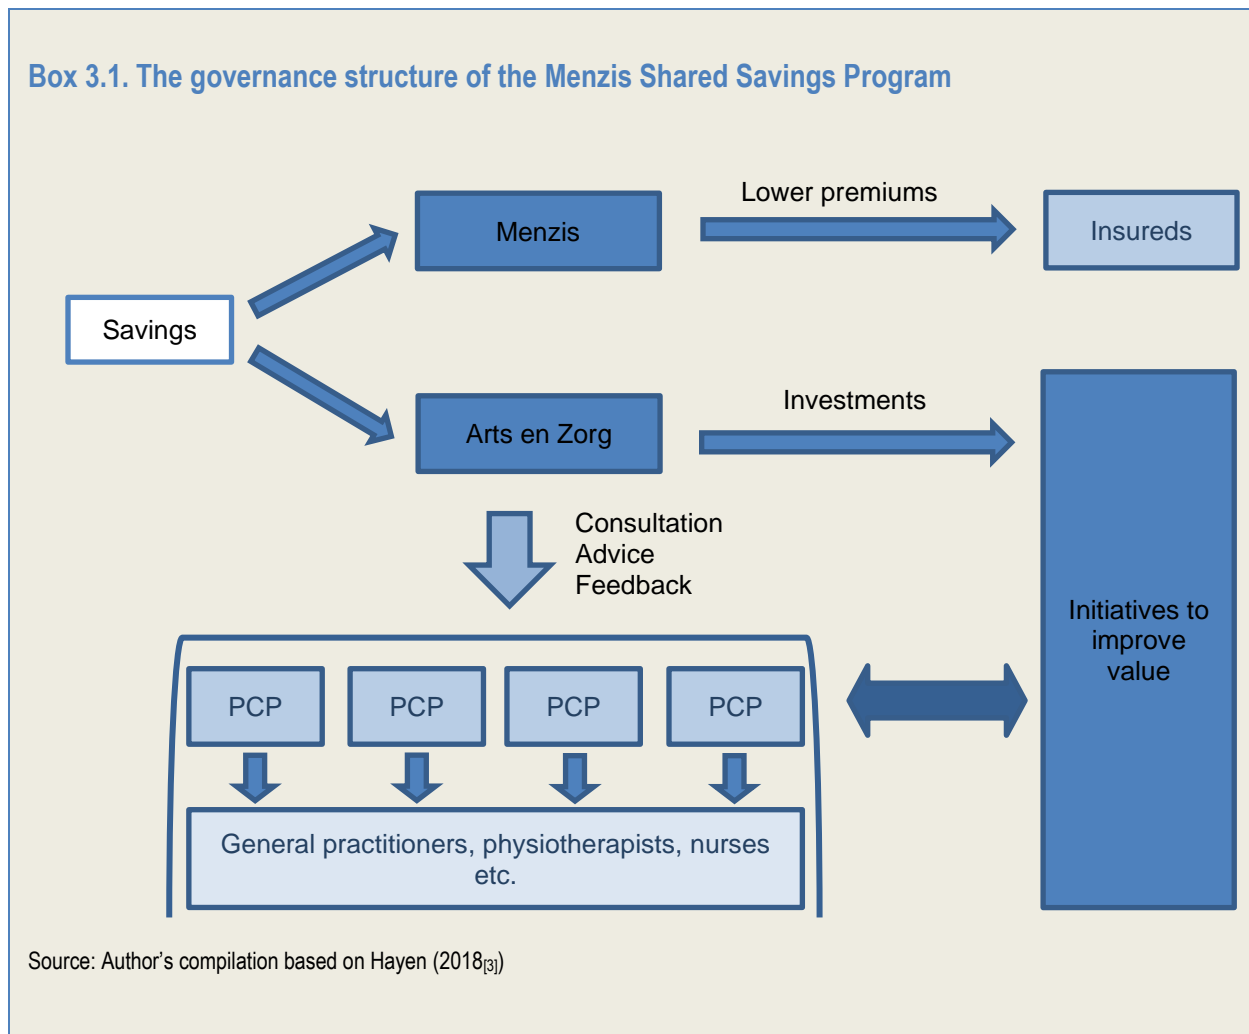 Box 3.1. The governance structure of the Menzis Shared Savings Program
Lower premiums
Menzis
Insureds
Savings
Investments
Arts en Zorg
Consultation
Advice
Feedback
Initiatives to
improve
value
PCP
PCP
PCP
PCP
General practitioners, physiotherapists, nurses
etc.
Source: Author's compilation based on Hayen (2018[3])